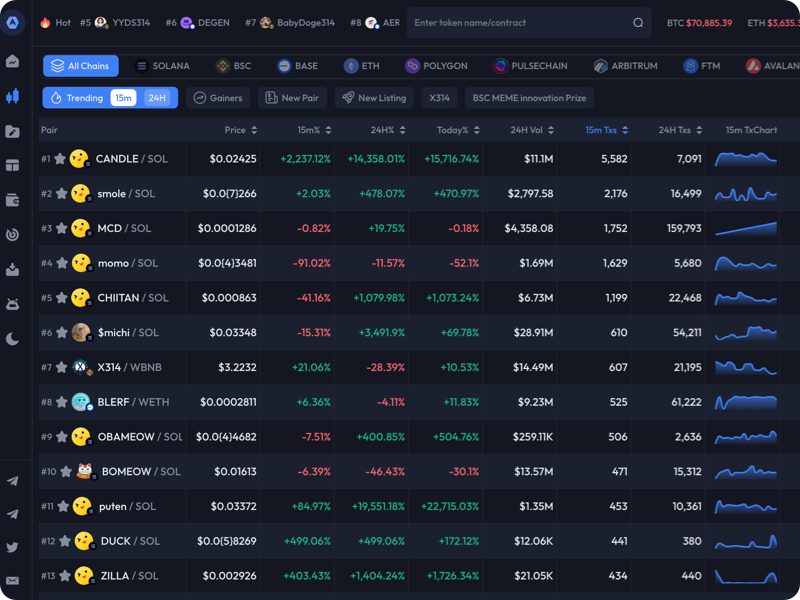 Hot #5 YYDS314 #6 DEGEN #7 BabyDoge314 #8 AER Enter token name/contract BTC $70,885.39 ETH $3,635.3
All Chains SOLANA BSC BASE ETH POLYGON PULSECHAIN ARBITRUM FTM AVALAN
Trending 15m 24H Gainers New Pair New Listing X314 BSC MEME innovation Prize
Pair Price 15m% 24H% Today% 24H Vol 15m Txs 24H Txs 15m TxChart
#1 CANDLE / SOL $0.02425 +2,237.12% +14,358.01% +15,716.74% $11.1M 5,582 7,091
#2 smole / SOL $0.0{7}266 +2.03% +478.07% +470.97% $2,797.58 2,176 16,499
#3 MCD / SOL $0.0001286 -0.82% +19.75% -0.18% $4,358.08 1,752 159,793
#4 momo / SOL $0.0{4}3481 -91.02% -11.57% -52.1% $1.69M 1,629 5,680
#5 CHIITAN / SOL $0.000863 -41.16% +1,079.98% +1,073.24% $6.73M 1,199 22,468
#6 $michi / SOL $0.03348 -15.31% +3,491.9% +69.78% $28.91M 610 54,211
#7 X314 / WBNB $3.2232 +21.06% -28.39% +10.53% $14.49M 607 21,195
#8 BLERF / WETH $0.0002811 +6.36% -4.11% +11.83% $9.23M 525 61,222
#9 OBAMEOW / SOL $0.0{4}4682 -7.51% +400.85% +504.76% $259.11K 506 2,636
#10 BOMEOW / SOL $0.01613 -6.39% -46.43% -30.1% $13.57M 471 15,312
#11 puten / SOL $0.03372 +84.97% +19,551.18% +22,715.03% $1.35M 453 10,361
#12 DUCK / SOL $0.0{5}8269 +499.06% +499.06% +172.12% $12.06K 441 380
#13 ZILLA / SOL $0.002926 +403.43% +1,404.24% +1,726.34% $21.05K 434 440